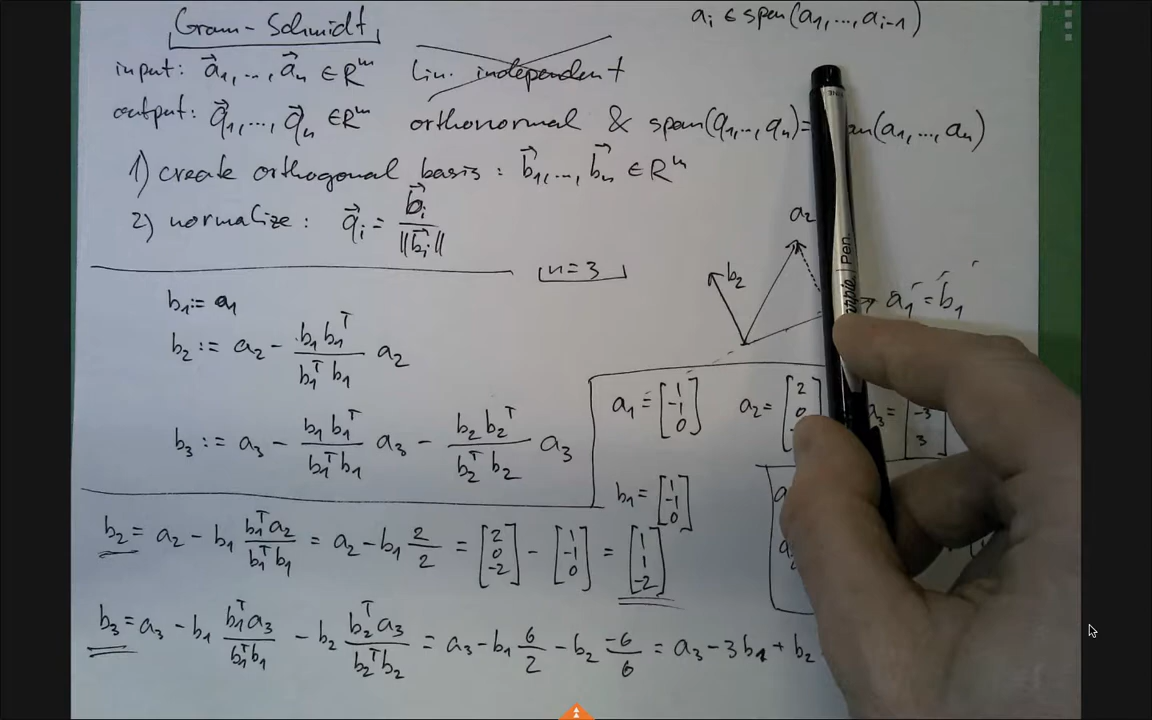 Gram-Schmidt
aᵢ ∈ span(a₁,...,aᵢ₋₁)
input: a⃗₁,...,a⃗ₙ ∈ ℝᵐ lin. independent
output: q⃗₁,...,q⃗ₙ ∈ ℝᵐ orthonormal & span(q₁,...,qₙ)= an(a₁,...,aₙ)
1) create orthogonal basis: b⃗₁,...,b⃗ₙ ∈ ℝᵐ
2) normalize: q⃗ᵢ = b⃗ᵢ / ||b⃗ᵢ||
n=3
a₂
b₂
a₁ = b₁
b₁ := a₁
b₂ := a₂ - (b₁b₁ᵀ / b₁ᵀb₁) a₂
b₃ := a₃ - (b₁b₁ᵀ / b₁ᵀb₁) a₃ - (b₂b₂ᵀ / b₂ᵀb₂) a₃
a₁ = [1 -1 0] a₂ = [2 0 a₃ = -3 3]
b₁ = [1 -1 0]
b₂ = a₂ - b₁ (b₁ᵀa₂ / b₁ᵀb₁) = a₂ - b₁ 2/2 = [2 0 -2] - [1 -1 0] = [1 1 -2]
b₃ = a₃ - b₁ (b₁ᵀa₃ / b₁ᵀb₁) - b₂ (b₂ᵀa₃ / b₂ᵀb₂) = a₃ - b₁ 6/2 - b₂ -6/6 = a₃ - 3b₁ + b₂